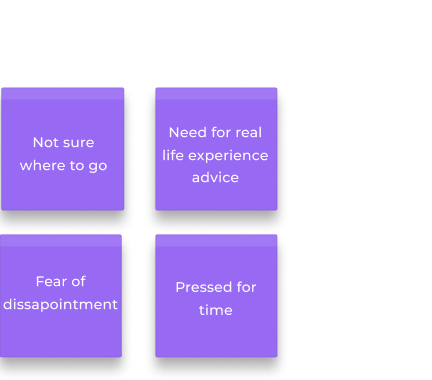 Not sure
where to go
Need for real
life experience
advice
Fear of
dissapointment
Pressed for
time